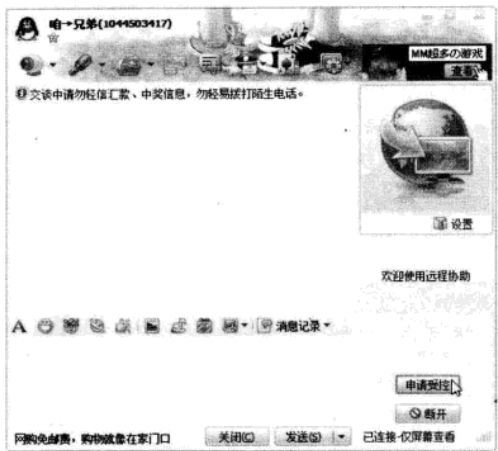 咱→兄弟(1044503417)
MM超多の游戏
查看
交谈中请勿轻信汇款、中奖信息，勿轻易拨打陌生电话。
设置
欢迎使用远程协助
A
消息记录
申请受控
断开
网购免邮费，购物就像在家门口
关闭(C)
发送(S)
已连接-仅屏幕查看